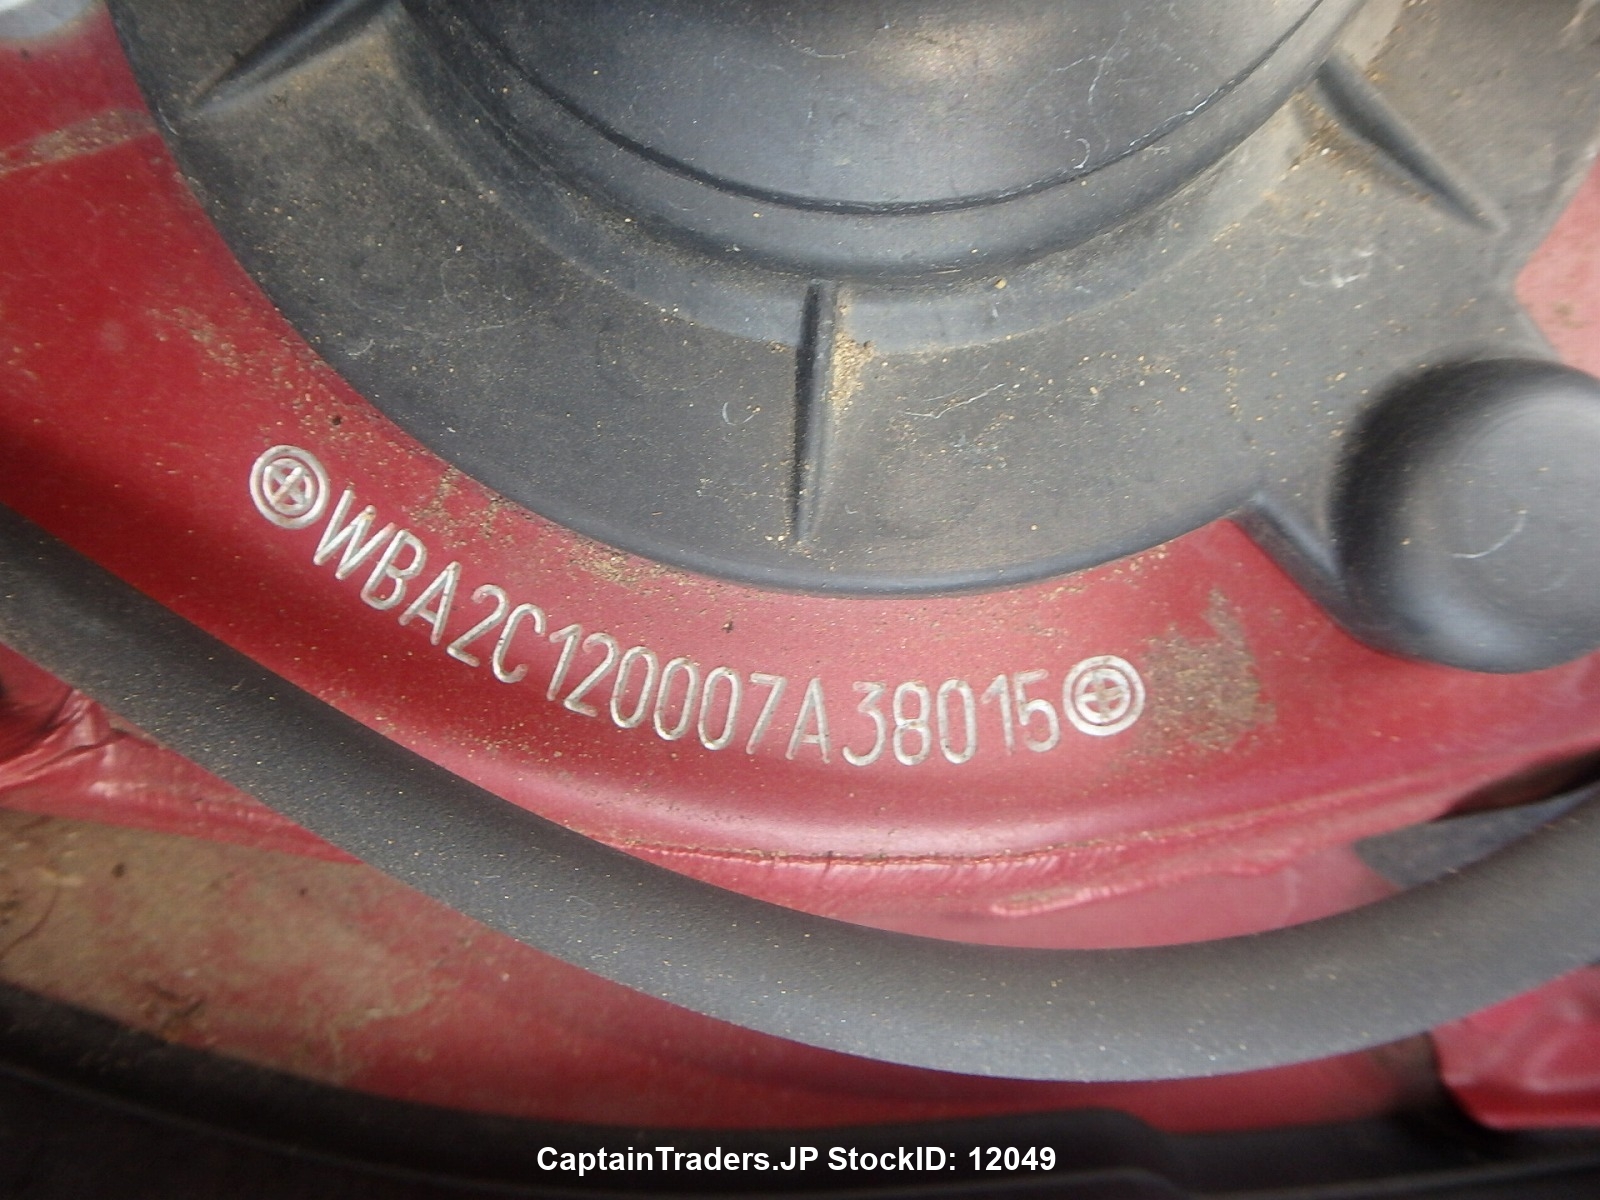 WBA2C120007A38015
CaptainTraders.JP StockID: 12049